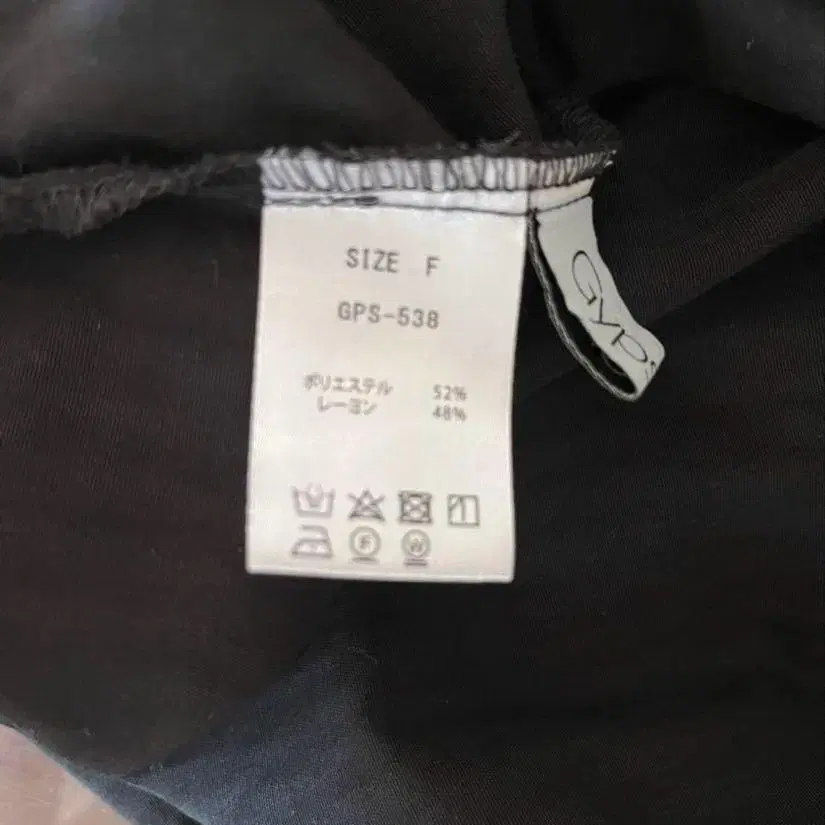 SIZE F
GPS-538
ポリエステル 52%
レーヨン 48%
F
W